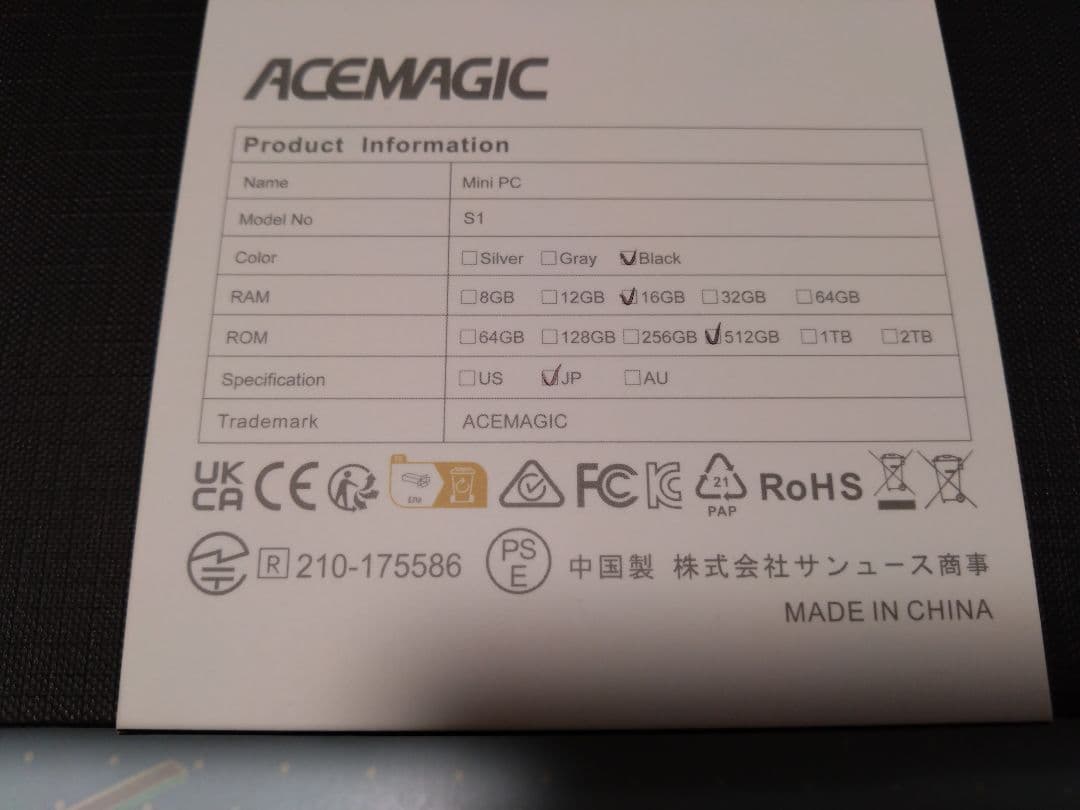 ACEMAGIC
Product Information
Name Mini PC
Model No S1
Color Silver Gray Black
RAM 8GB 12GB 16GB 32GB 64GB
ROM 64GB 128GB 256GB 512GB 1TB 2TB
Specification US JP AU
Trademark ACEMAGIC
UK CA CE FC KC 21 PAP RoHS
R 210-175586 PS E 中国製 株式会社サンュース商事
MADE IN CHINA